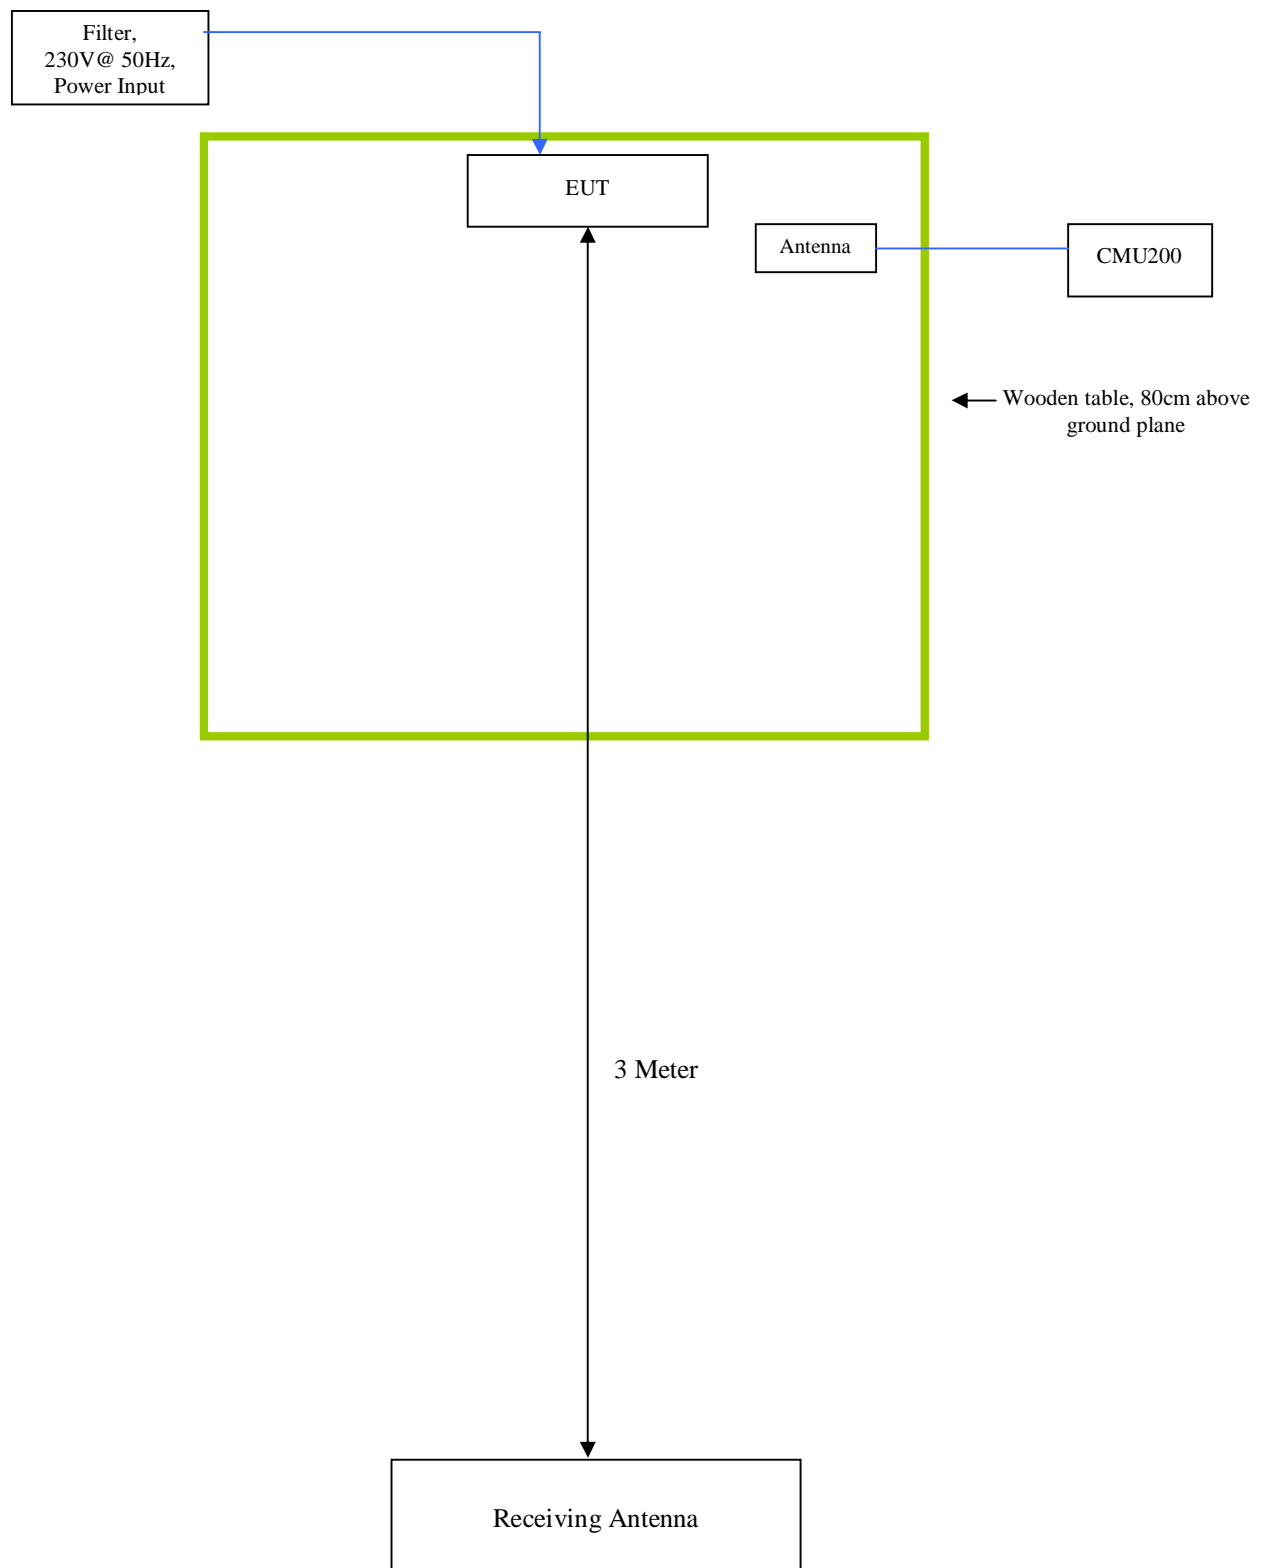 Filter,
230V@ 50Hz,
Power Input
EUT
Antenna
CMU200
Wooden table, 80cm above
ground plane
3 Meter
Receiving Antenna